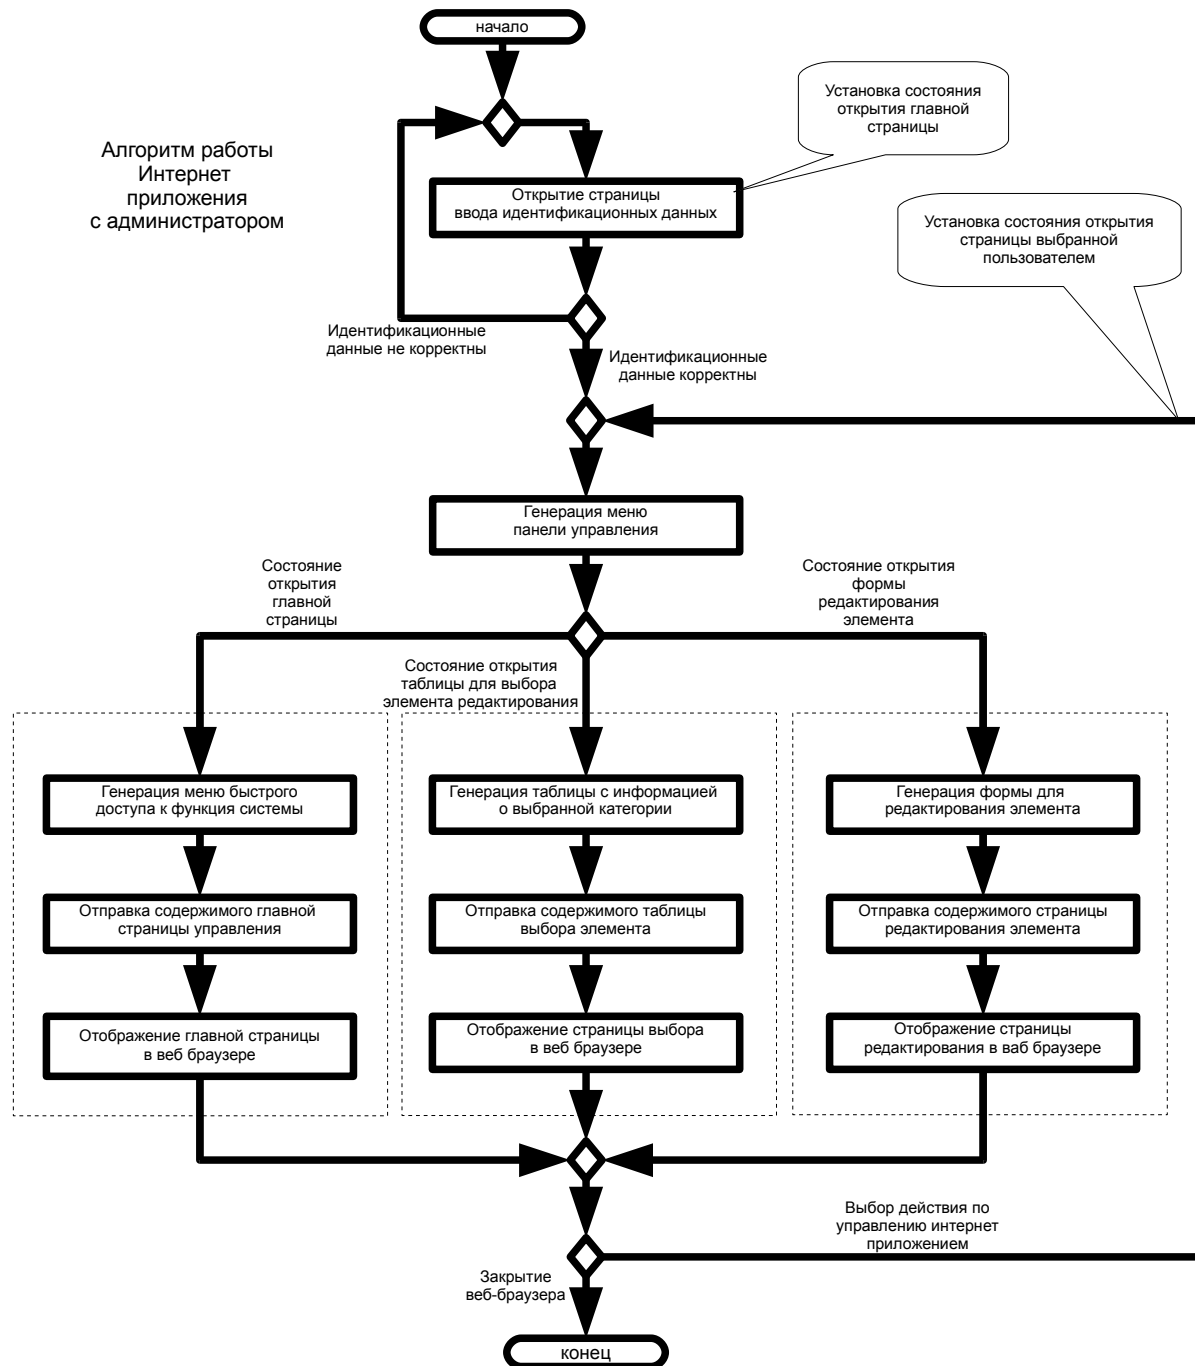 начало
Установка состояния
открытия главной
страницы
Алгоритм работы
Интернет
приложения
с администратором
Открытие страницы
ввода идентификационных данных
Установка состояния открытия
страницы выбранной
пользователем
Идентификационные
данные не корректны
Идентификационные
данные корректны
Генерация меню
панели управления
Состояние
открытия
главной
страницы
Состояние открытия
формы
редактирования
элемента
Состояние открытия
таблицы для выбора
элемента редактирования
Генерация меню быстрого
доступа к функция системы
Генерация таблицы с информацией
о выбранной категории
Генерация формы для
редактирования элемента
Отправка содержимого главной
страницы управления
Отправка содержимого таблицы
выбора элемента
Отправка содержимого страницы
редактирования элемента
Отображение главной страницы
в веб браузере
Отображение страницы выбора
в веб браузере
Отображение страницы
редактирования в ваб браузере
Выбор действия по
управлению интернет
приложением
Закрытие
веб-браузера
конец